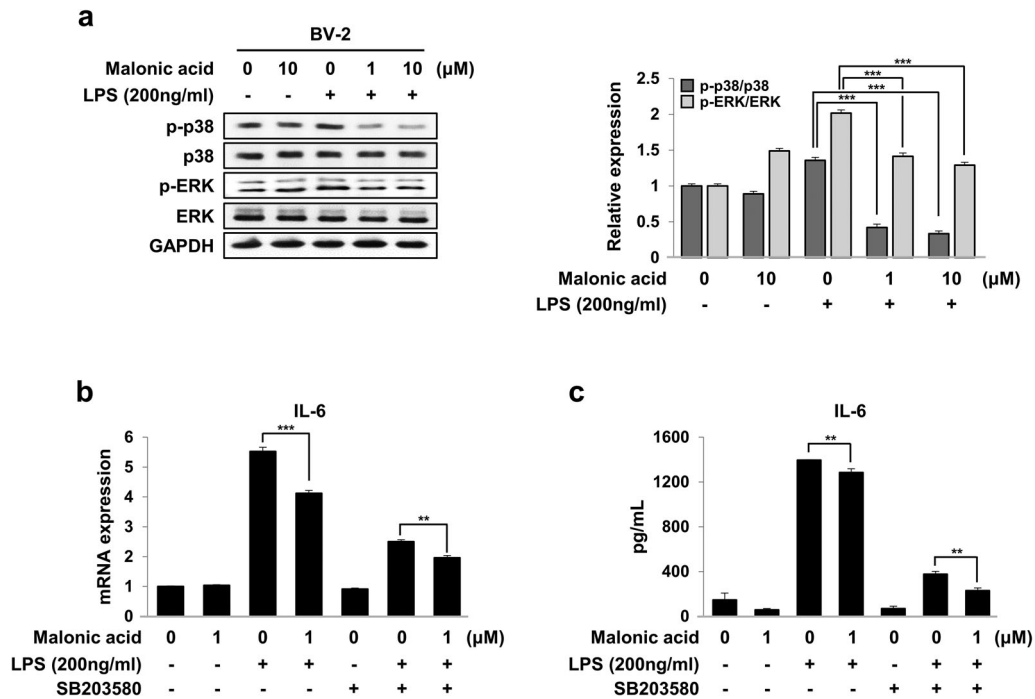 a
BV-2
Malonic acid 0 10 0 1 10 (μM)
LPS (200ng/ml) - - + + +
p-p38
p38
p-ERK
ERK
GAPDH
Relative expression
2.5
2
1.5
1
0.5
0
p-p38/p38
p-ERK/ERK
***
***
***
***
Malonic acid 0 10 0 1 10 (μM)
LPS (200ng/ml) - - + + +
b
IL-6
mRNA expression
6
5
4
3
2
1
0
***
**
Malonic acid 0 1 0 1 0 0 1 (μM)
LPS (200ng/ml) - - + + - + +
SB203580 - - - - + + +
c
IL-6
pg/mL
1600
1200
800
400
0
**
**
Malonic acid 0 1 0 1 0 0 1 (μM)
LPS (200ng/ml) - - + + - + +
SB203580 - - - - + + +